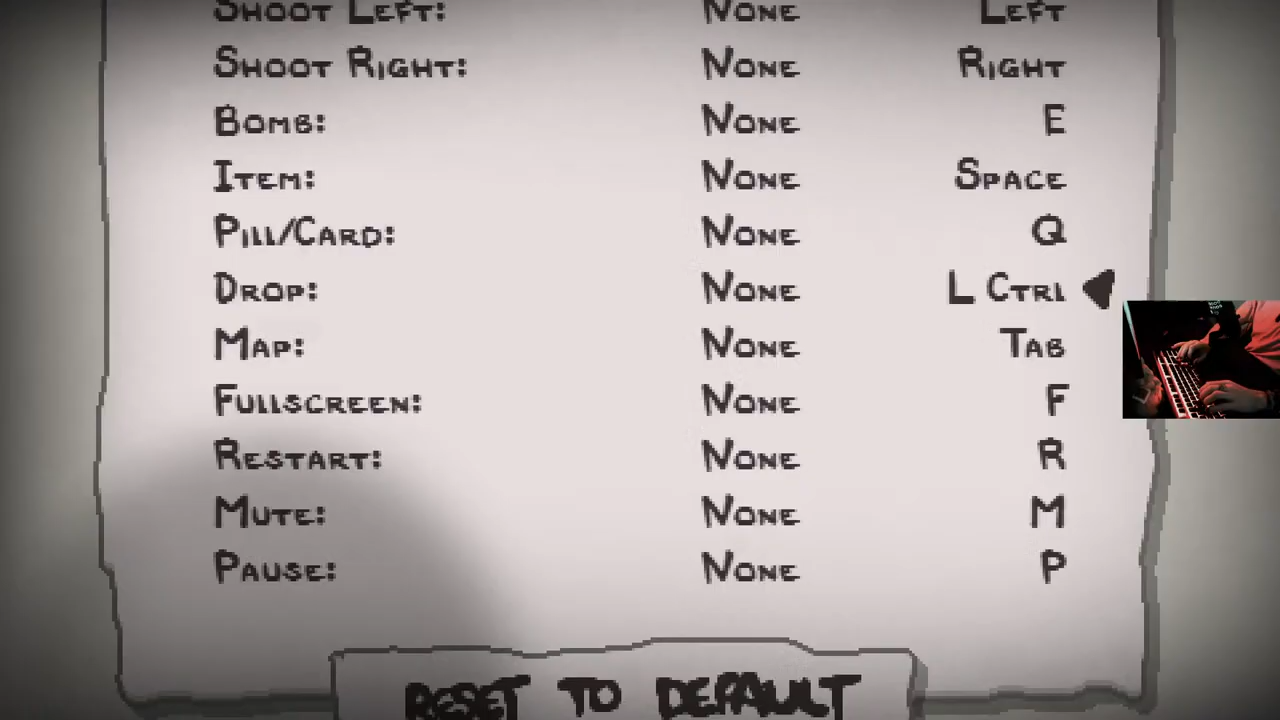 Shoot Left: None Left
Shoot Right: None Right
Bomb: None E
Item: None Space
Pill/Card: None Q
Drop: None L Ctrl
Map: None Tab
Fullscreen: None F
Restart: None R
Mute: None M
Pause: None P
RESET TO DEFAULT